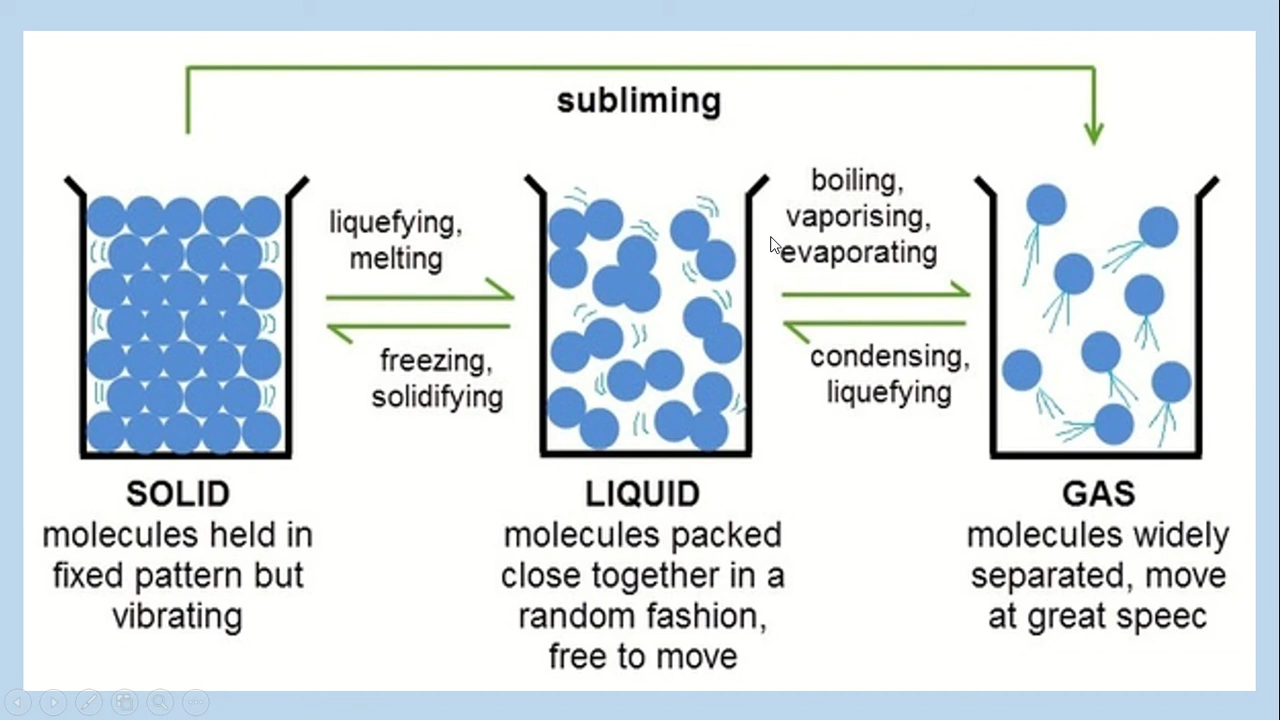 subliming
liquefying,
melting
freezing,
solidifying
boiling,
vaporising,
evaporating
condensing,
liquefying
SOLID
molecules held in
fixed pattern but
vibrating
LIQUID
molecules packed
close together in a
random fashion,
free to move
GAS
molecules widely
separated, move
at great speec